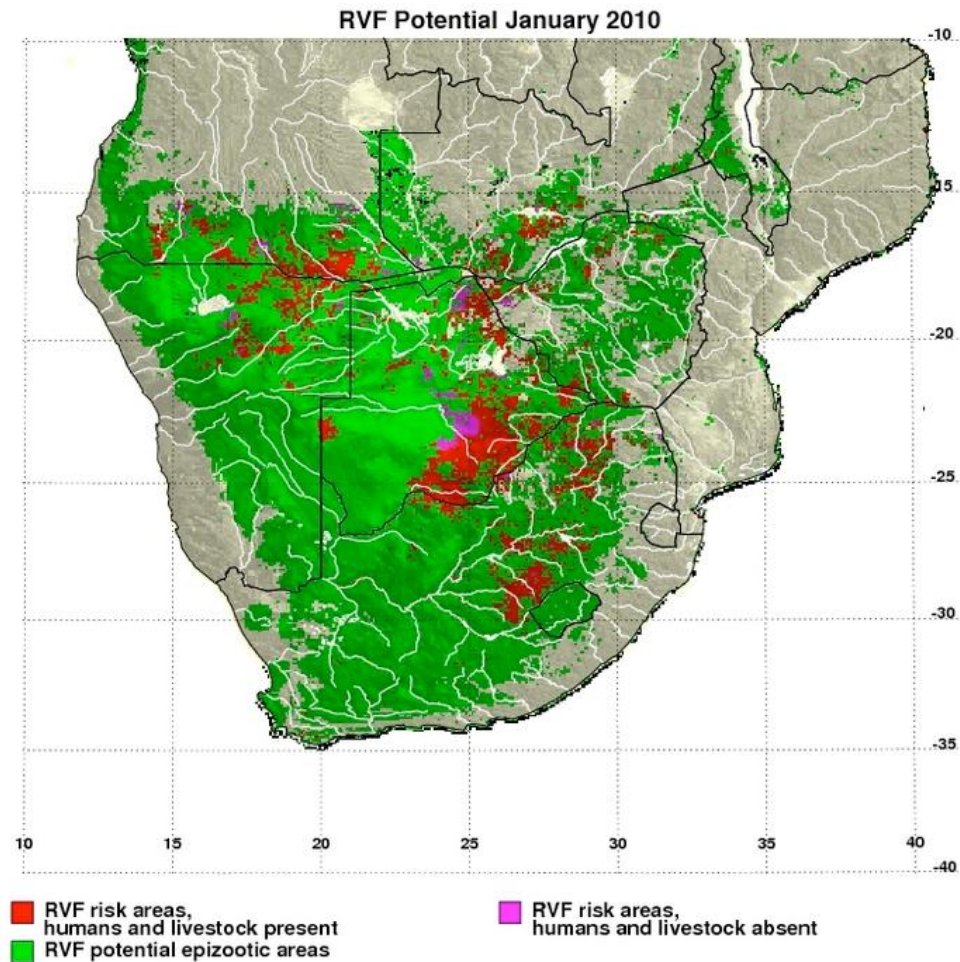 RVF Potential January 2010
-10
-15
-20
-25
-30
-35
10 15 20 25 30 35 40
-40
RVF risk areas,
humans and livestock present
RVF potential epizootic areas
RVF risk areas,
humans and livestock absent